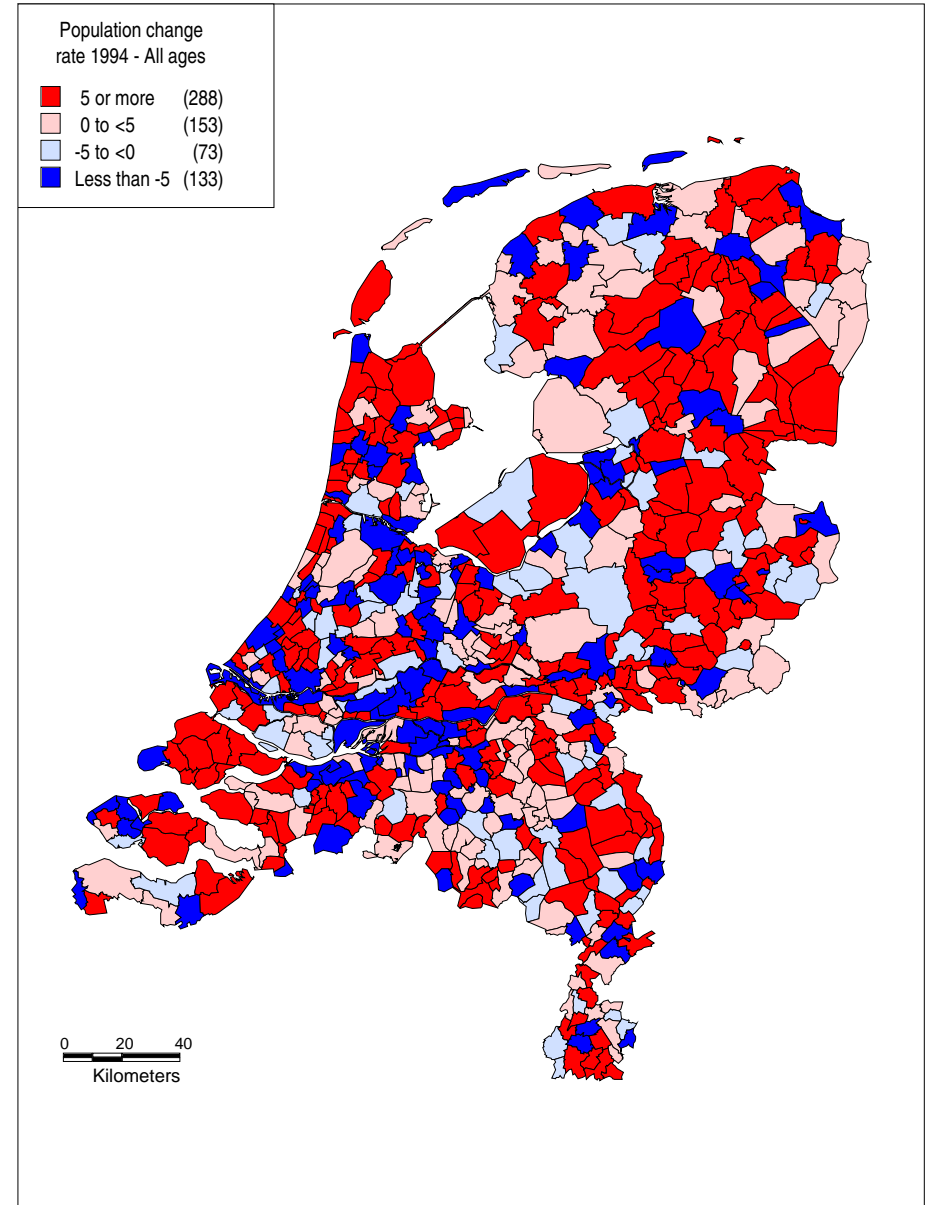 Population change
rate 1994 - All ages
5 or more (288)
0 to <5 (153)
-5 to <0 (73)
Less than -5 (133)
0 20 40
Kilometers